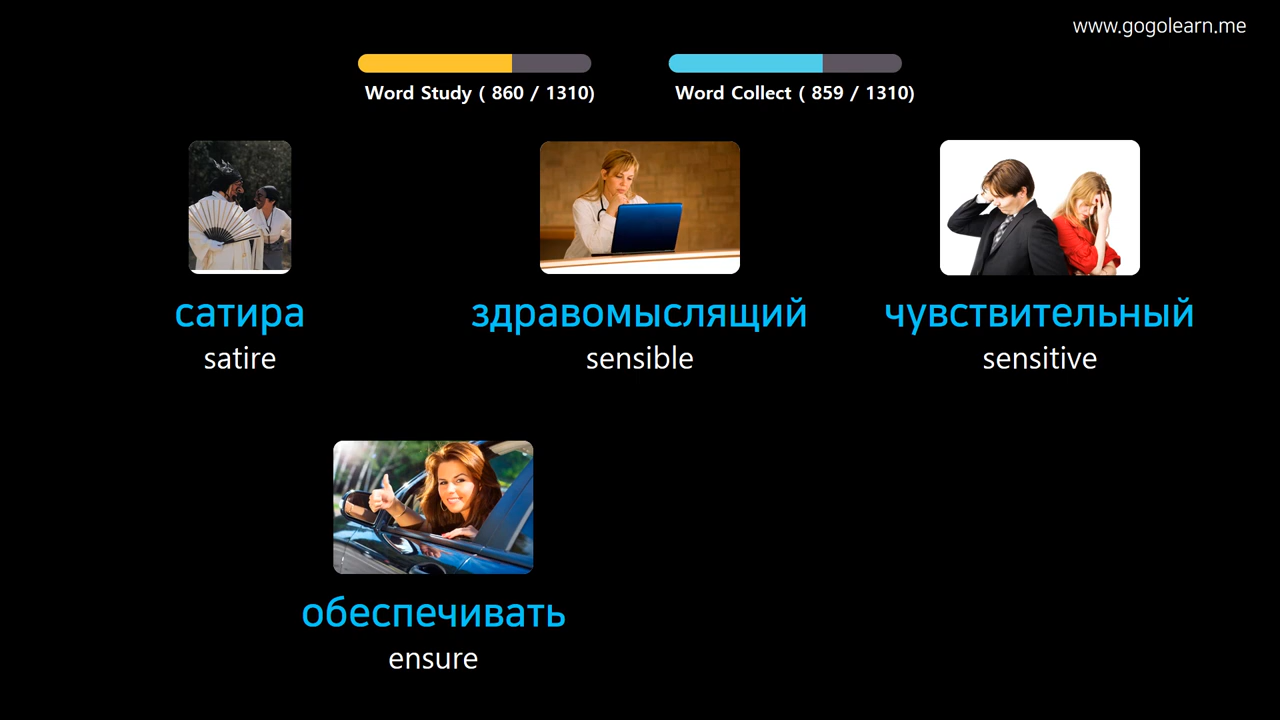 www.gogolearn.me
Word Study ( 860 / 1310)
Word Collect ( 859 / 1310)
сатира
satire
здравомыслящий
sensible
чувствительный
sensitive
обеспечивать
ensure